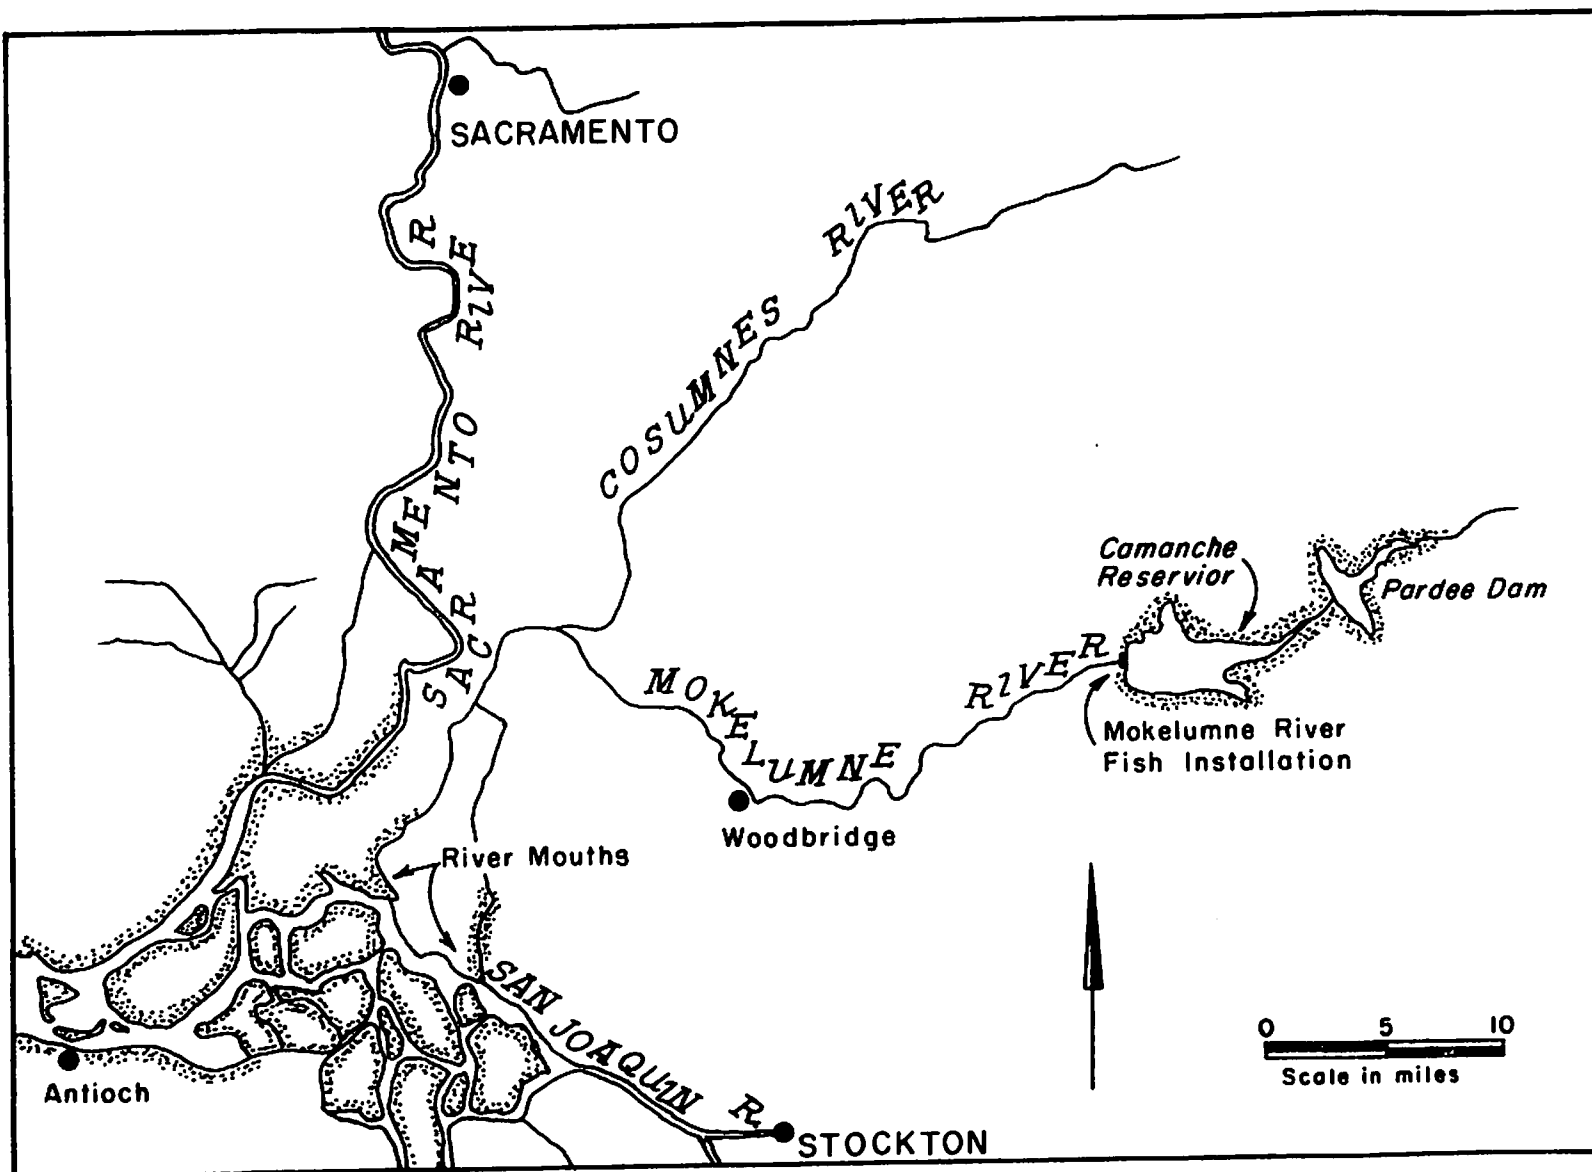 SACRAMENTO
SACRAMENTO RIVER
R
COSUMNES RIVER
Camanche
Reservior
Pardee Dam
MOKELUMNE RIVER
Mokelumne River
Fish Installation
Woodbridge
River Mouths
SAN JOAQUIN R.
Antioch
STOCKTON
0 5 10
Scale in miles